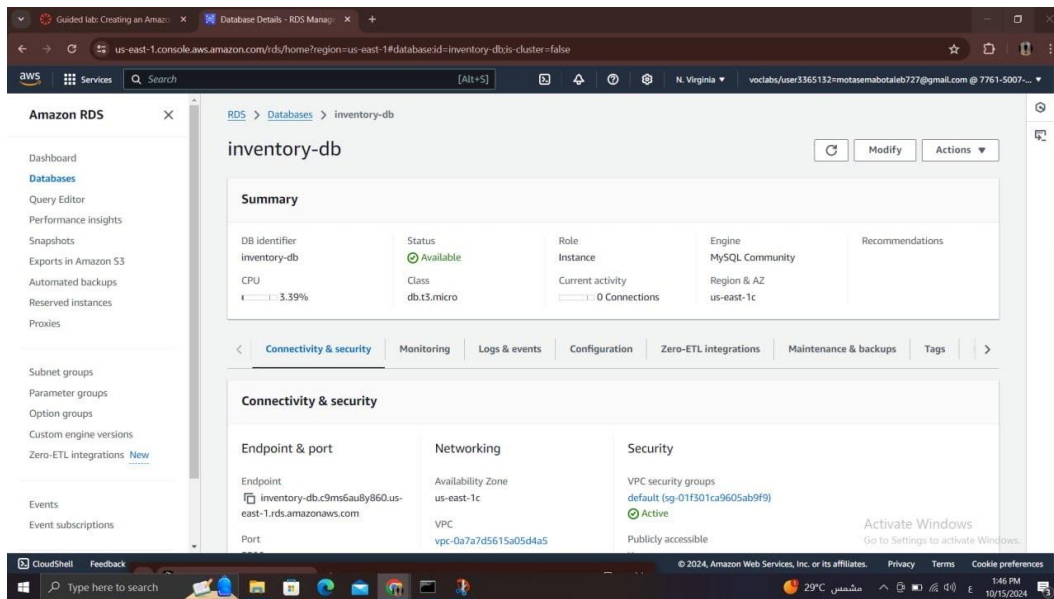 Guided lab: Creating an Amazo
Database Details - RDS Manage
us-east-1.console.aws.amazon.com/rds/home?region=us-east-1#database:id=inventory-db;is-cluster=false
aws
Services
Search
[Alt+S]
N. Virginia
voclabs/user3365132=motasemabotaleb727@gmail.com @ 7761-5007-...
Amazon RDS
Dashboard
Databases
Query Editor
Performance insights
Snapshots
Exports in Amazon S3
Automated backups
Reserved instances
Proxies
Subnet groups
Parameter groups
Option groups
Custom engine versions
Zero-ETL integrations New
Events
Event subscriptions
RDS > Databases > inventory-db
inventory-db
Modify
Actions
Summary
DB identifier
inventory-db
Status
Available
Role
Instance
Engine
MySQL Community
Recommendations
CPU
3.39%
Class
db.t3.micro
Current activity
0 Connections
Region & AZ
us-east-1c
Connectivity & security
Monitoring
Logs & events
Configuration
Zero-ETL integrations
Maintenance & backups
Tags
Connectivity & security
Endpoint & port
Endpoint
inventory-db.c9ms6au8y860.us-
east-1.rds.amazonaws.com
Port
Networking
Availability Zone
us-east-1c
VPC
vpc-0a7a7d5615a05d4a5
Security
VPC security groups
default (sg-01f301ca9605ab9f9)
Active
Publicly accessible
Activate Windows
Go to Settings to activate Windows.
CloudShell
Feedback
© 2024, Amazon Web Services, Inc. or its affiliates.
Privacy
Terms
Cookie preferences
Type here to search
29°C مشمس
ع
1:46 PM
10/15/2024